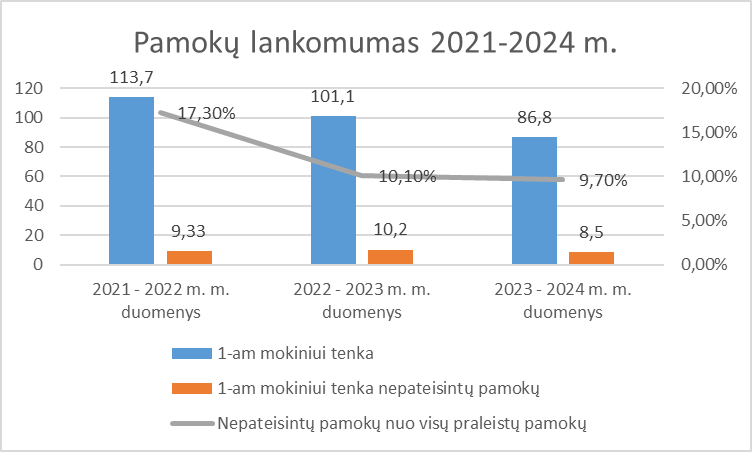 Pamokų lankomumas 2021-2024 m.
113,7
120
20,00%
101,1
17,30%
100
86,8
15,00%
80
60
10,10%
9,70%
10,00%
40
5,00%
9,33
10,2
8,5
20
0
0,00%
2021 - 2022 m. m.
duomenys
2022 - 2023 m. m.
duomenys
2023 - 2024 m. m.
duomenys
1-am mokiniui tenka
1-am mokiniui tenka nepateisintų pamokų
Nepateisintų pamokų nuo visų praleistų pamokų